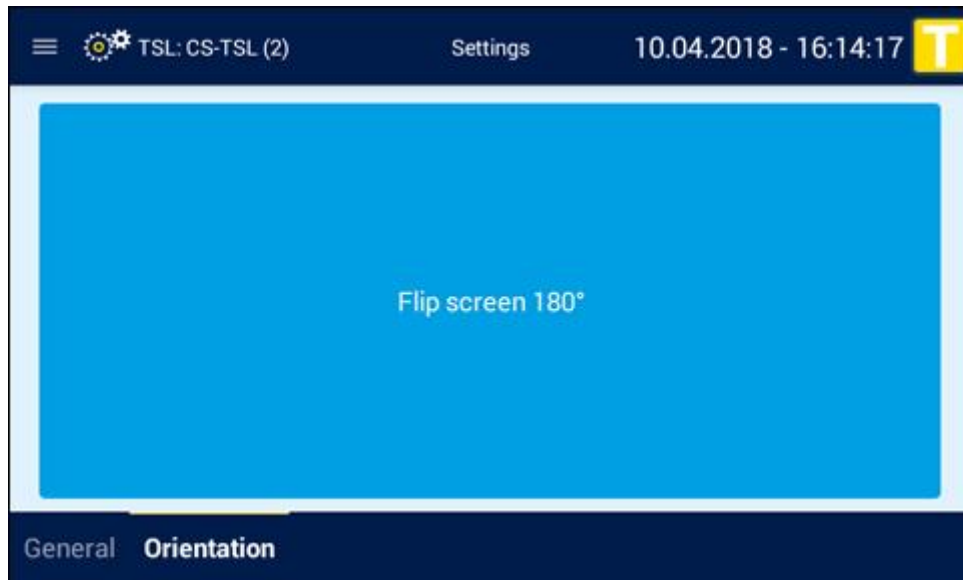 TSL: CS-TSL (2) Settings 10.04.2018 - 16:14:17 T
Flip screen 180°
General Orientation